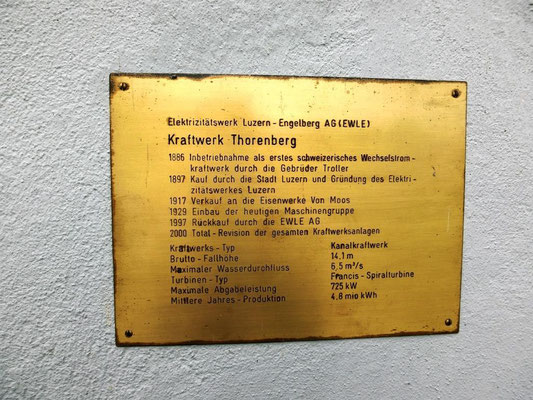 Elektrizitätswerk Luzern-Engelberg AG (EWLE)
Kraftwerk Thorenberg
1886 Inbetriebnahme als erstes schweizerisches Wechselstrom-
kraftwerk durch die Gebrüder Troller
1897 Kauf durch die Stadt Luzern und Gründung des Elektri-
zitätswerkes Luzern
1917 Verkauf an die Eisenwerke Von Moos
1929 Einbau der heutigen Maschinengruppe
1997 Rückkauf durch die EWLE AG
2000 Total-Revision der gesamten Kraftwerksanlagen
Kraftwerks-Typ Kanalkraftwerk
Brutto-Fallhöhe 14,1 m
Maximaler Wasserdurchfluss 6,5 m³/s
Turbinen-Typ Francis-Spiralturbine
Maximale Abgabeleistung 725 kW
Mittlere Jahres-Produktion 4,8 mio kWh